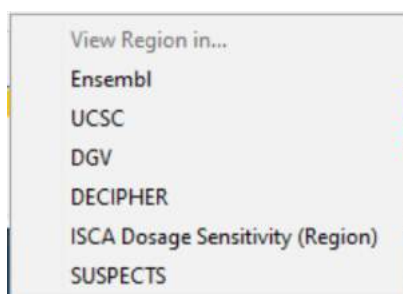 View Region in...
Ensembl
UCSC
DGV
DECIPHER
ISCA Dosage Sensitivity (Region)
SUSPECTS